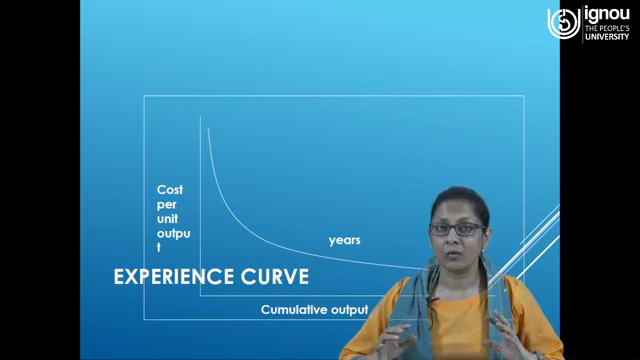 ignou
THE PEOPLE'S
UNIVERSITY
Cost
per
unit
outpu
t
years
EXPERIENCE CURVE
Cumulative output